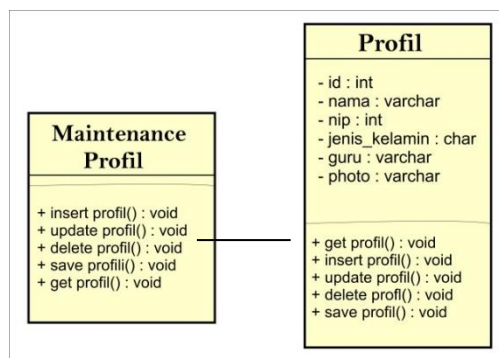 Maintenance
Profil
+ insert profil() : void
+ update profil() : void
+ delete profil() : void
+ save profili() : void
+ get profil() : void
Profil
- id : int
- nama : varchar
- nip : int
- jenis_kelamin : char
- guru : varchar
- photo : varchar
+ get profil() : void
+ insert profil() : void
+ update profil() : void
+ delete profl() : void
+ save profil() : void